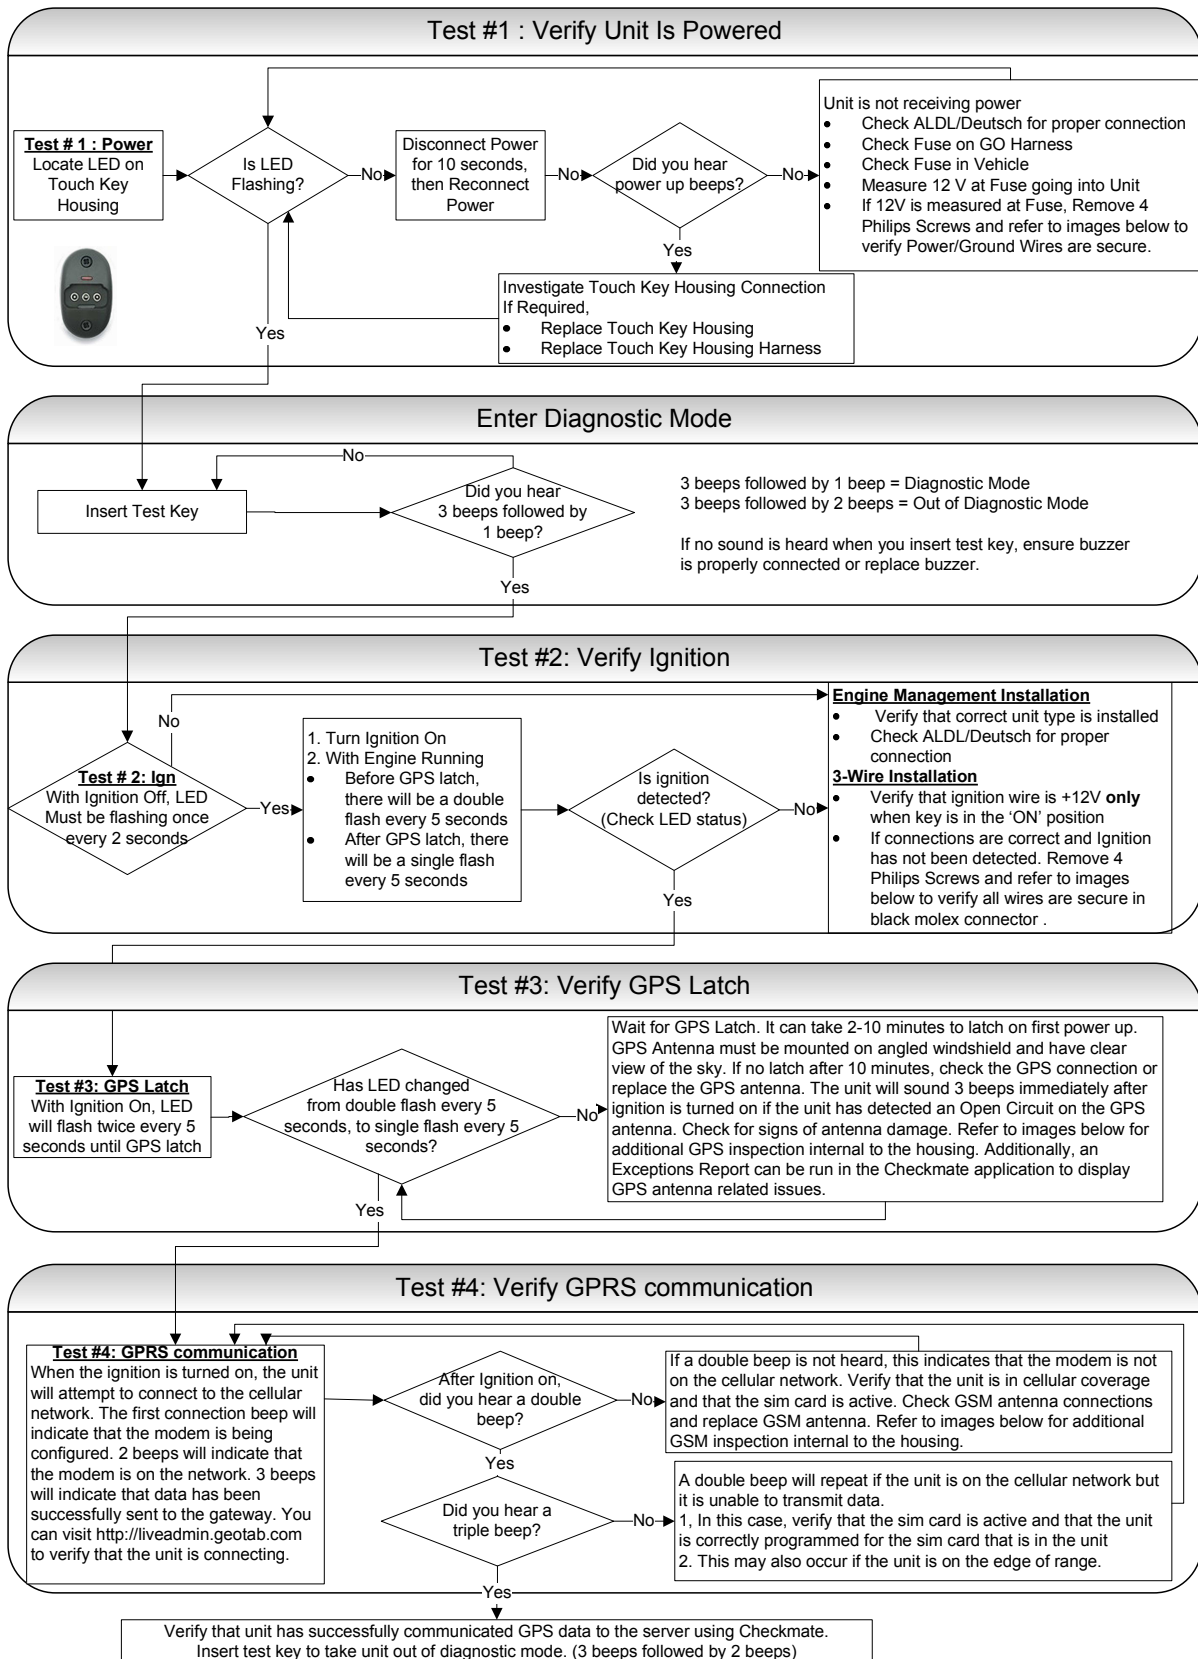 Test #1 : Verify Unit Is Powered
Test # 1 : Power
Locate LED on
Touch Key
Housing
Is LED
Flashing?
No
Disconnect Power
for 10 seconds,
then Reconnect
Power
No
Did you hear
power up beeps?
No
Unit is not receiving power
• Check ALDL/Deutsch for proper connection
• Check Fuse on GO Harness
• Check Fuse in Vehicle
• Measure 12 V at Fuse going into Unit
• If 12V is measured at Fuse, Remove 4
Philips Screws and refer to images below to
verify Power/Ground Wires are secure.
Yes
Investigate Touch Key Housing Connection
If Required,
• Replace Touch Key Housing
• Replace Touch Key Housing Harness
Yes
Enter Diagnostic Mode
No
Insert Test Key
Did you hear
3 beeps followed by
1 beep?
3 beeps followed by 1 beep = Diagnostic Mode
3 beeps followed by 2 beeps = Out of Diagnostic Mode
If no sound is heard when you insert test key, ensure buzzer
is properly connected or replace buzzer.
Yes
Test #2: Verify Ignition
No
Test # 2: Ign
With Ignition Off, LED
Must be flashing once
every 2 seconds
Yes
1. Turn Ignition On
2. With Engine Running
• Before GPS latch,
there will be a double
flash every 5 seconds
• After GPS latch, there
will be a single flash
every 5 seconds
Is ignition
detected?
(Check LED status)
No
Engine Management Installation
• Verify that correct unit type is installed
• Check ALDL/Deutsch for proper
connection
3-Wire Installation
• Verify that ignition wire is +12V only
when key is in the ‘ON’ position
• If connections are correct and Ignition
has not been detected. Remove 4
Philips Screws and refer to images
below to verify all wires are secure in
black molex connector .
Yes
Test #3: Verify GPS Latch
Test #3: GPS Latch
With Ignition On, LED
will flash twice every 5
seconds until GPS latch
Has LED changed
from double flash every 5
seconds, to single flash every 5
seconds?
No
Wait for GPS Latch. It can take 2-10 minutes to latch on first power up.
GPS Antenna must be mounted on angled windshield and have clear
view of the sky. If no latch after 10 minutes, check the GPS connection or
replace the GPS antenna. The unit will sound 3 beeps immediately after
ignition is turned on if the unit has detected an Open Circuit on the GPS
antenna. Check for signs of antenna damage. Refer to images below for
additional GPS inspection internal to the housing. Additionally, an
Exceptions Report can be run in the Checkmate application to display
GPS antenna related issues.
Yes
Test #4: Verify GPRS communication
Test #4: GPRS communication
When the ignition is turned on, the unit
will attempt to connect to the cellular
network. The first connection beep will
indicate that the modem is being
configured. 2 beeps will indicate that
the modem is on the network. 3 beeps
will indicate that data has been
successfully sent to the gateway. You
can visit http://liveadmin.geotab.com
to verify that the unit is connecting.
After Ignition on,
did you hear a double
beep?
No
If a double beep is not heard, this indicates that the modem is not
on the cellular network. Verify that the unit is in cellular coverage
and that the sim card is active. Check GSM antenna connections
and replace GSM antenna. Refer to images below for additional
GSM inspection internal to the housing.
Yes
Did you hear a
triple beep?
No
A double beep will repeat if the unit is on the cellular network but
it is unable to transmit data.
1, In this case, verify that the sim card is active and that the unit
is correctly programmed for the sim card that is in the unit
2. This may also occur if the unit is on the edge of range.
Yes
Verify that unit has successfully communicated GPS data to the server using Checkmate.
Insert test key to take unit out of diagnostic mode. (3 beeps followed by 2 beeps)